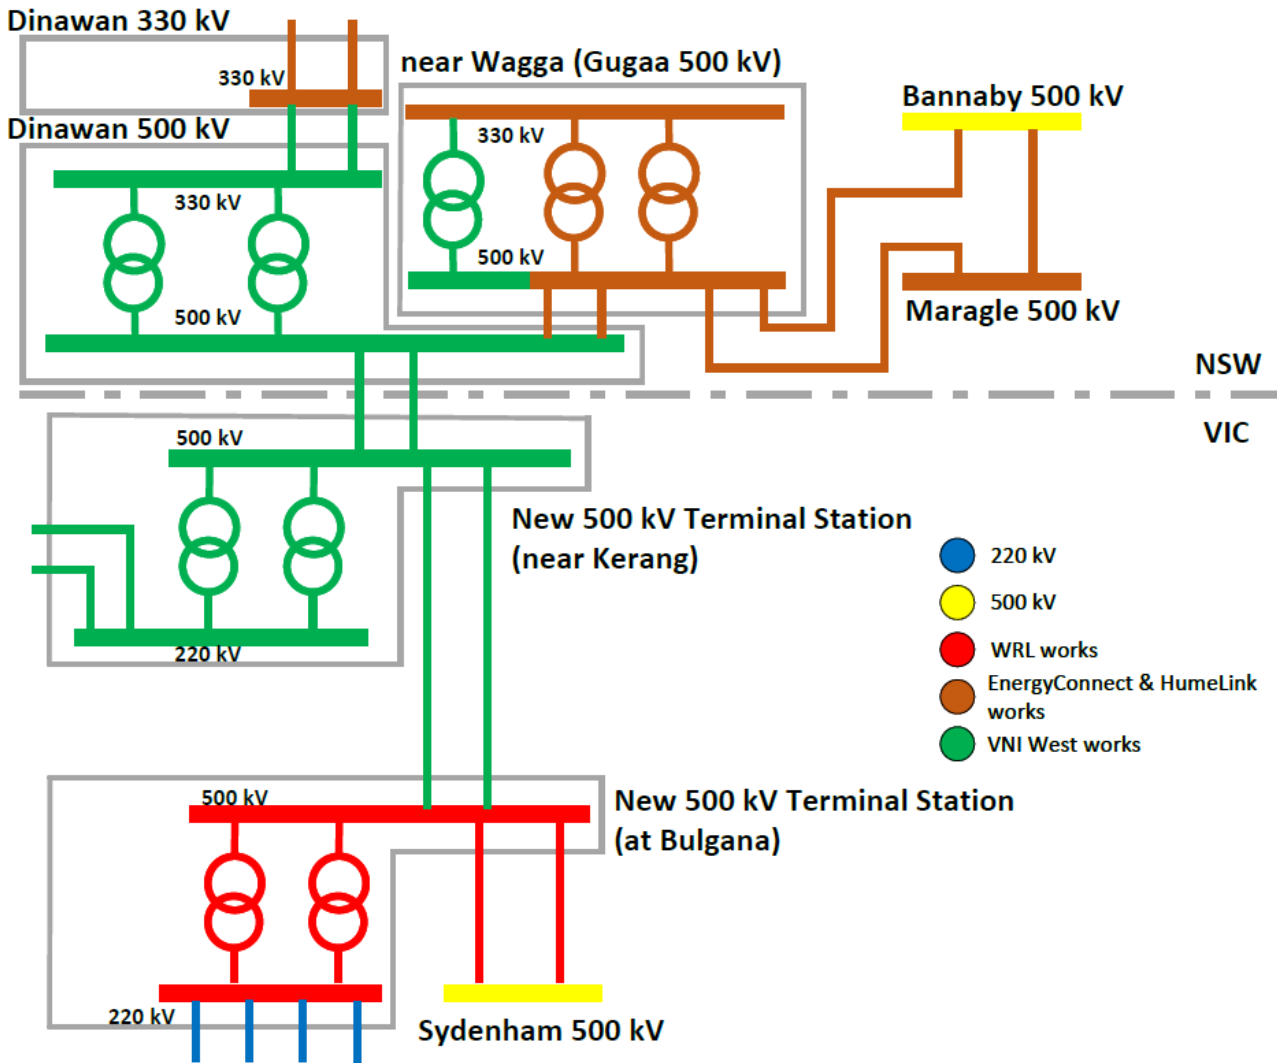 Dinawan 330 kV
330 kV
near Wagga (Gugaa 500 kV)
Bannaby 500 kV
Dinawan 500 kV
330 kV
330 kV
500 kV
500 kV
Maragle 500 kV
NSW
VIC
500 kV
New 500 kV Terminal Station
(near Kerang)
220 kV
220 kV
500 kV
WRL works
EnergyConnect & HumeLink
works
VNI West works
500 kV
New 500 kV Terminal Station
(at Bulgana)
220 kV
Sydenham 500 kV